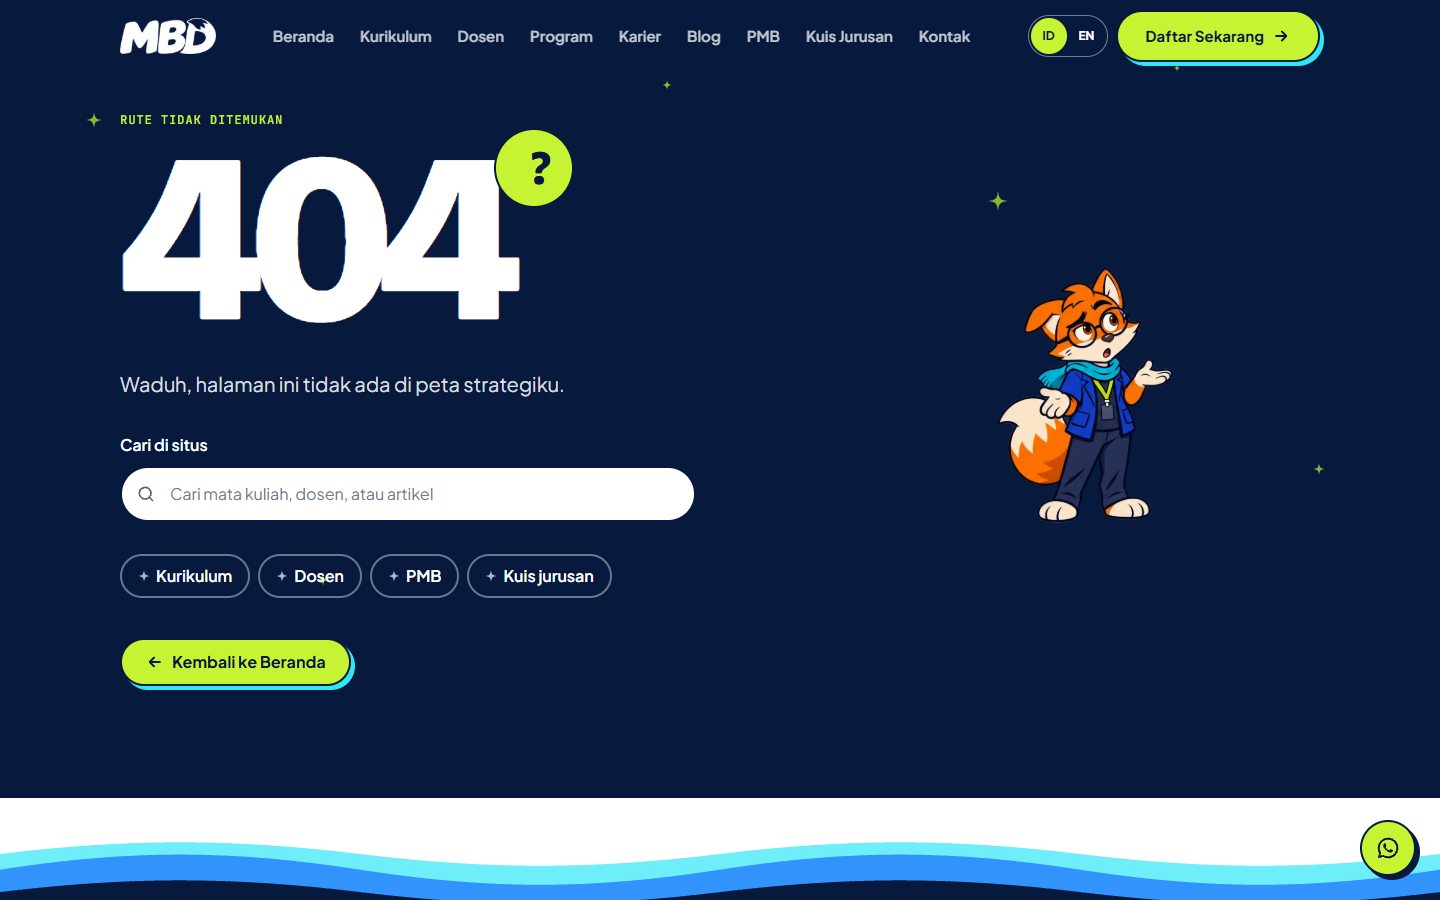 MBD
Beranda Kurikulum Dosen Program Karier Blog PMB Kuis Jurusan Kontak
ID EN
Daftar Sekarang →
RUTE TIDAK DITEMUKAN
404
?
Waduh, halaman ini tidak ada di peta strategiku.
Cari di situs
Cari mata kuliah, dosen, atau artikel
Kurikulum Dosen PMB Kuis jurusan
← Kembali ke Beranda